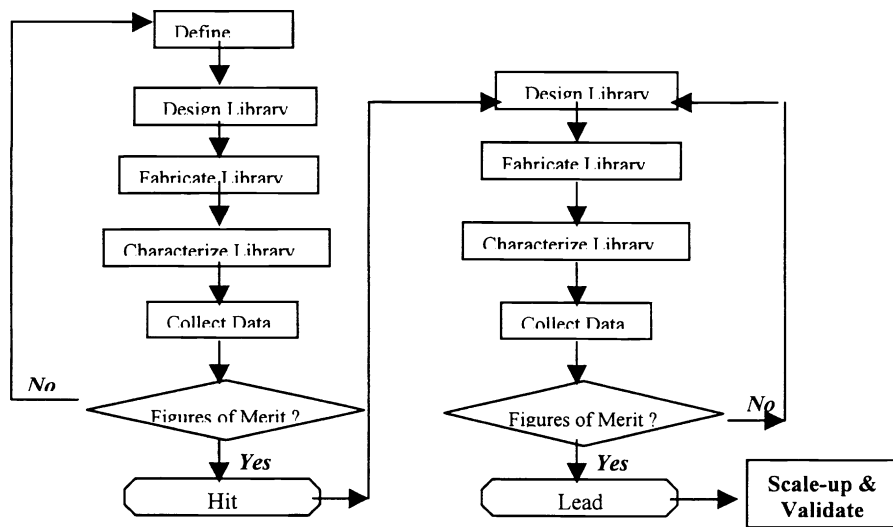 Define
Design Library
Fabricate Library
Characterize Library
Collect Data
Figures of Merit ?
No
Yes
Hit
Design Library
Fabricate Library
Characterize Library
Collect Data
Figures of Merit ?
No
Yes
Lead
Scale-up &
Validate